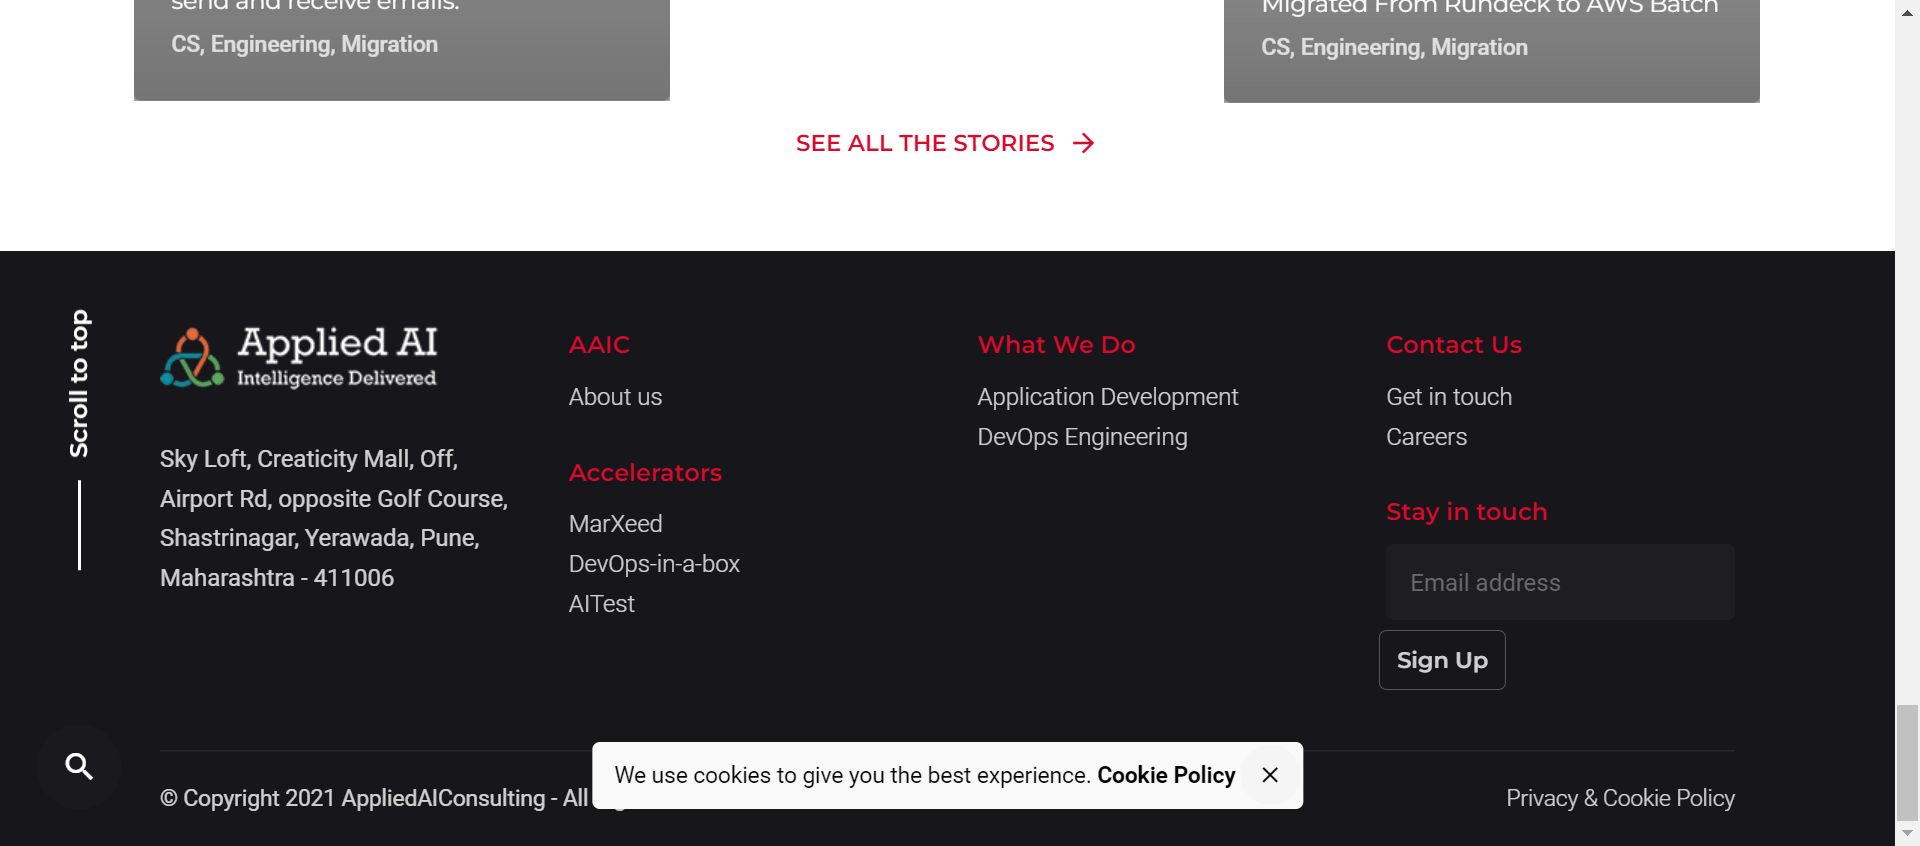 send and receive emails.
CS, Engineering, Migration
Migrated From Rundeck to AWS Batch
CS, Engineering, Migration
SEE ALL THE STORIES
Scroll to top
Applied AI
Intelligence Delivered
Sky Loft, Creaticity Mall, Off,
Airport Rd, opposite Golf Course,
Shastrinagar, Yerawada, Pune,
Maharashtra - 411006
AAIC
About us
Accelerators
MarXeed
DevOps-in-a-box
AITest
What We Do
Application Development
DevOps Engineering
Contact Us
Get in touch
Careers
Stay in touch
Email address
Sign Up
We use cookies to give you the best experience. Cookie Policy
© Copyright 2021 AppliedAIConsulting - All
Privacy & Cookie Policy